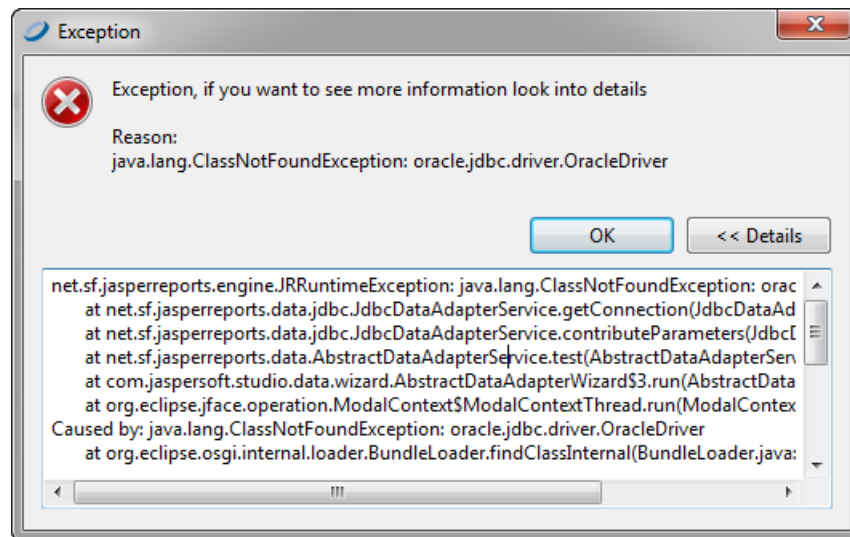 Exception
Exception, if you want to see more information look into details
Reason:
java.lang.ClassNotFoundException: oracle.jdbc.driver.OracleDriver
OK
<< Details
net.sf.jasperreports.engine.JRRuntimeException: java.lang.ClassNotFoundException: orac
at net.sf.jasperreports.data.jdbc.JdbcDataAdapterService.getConnection(JdbcDataAd
at net.sf.jasperreports.data.jdbc.JdbcDataAdapterService.contributeParameters(JdbcD
at net.sf.jasperreports.data.AbstractDataAdapterService.test(AbstractDataAdapterServ
at com.jaspersoft.studio.data.wizard.AbstractDataAdapterWizard$3.run(AbstractData
at org.eclipse.jface.operation.ModalContext$ModalContextThread.run(ModalContex
Caused by: java.lang.ClassNotFoundException: oracle.jdbc.driver.OracleDriver
at org.eclipse.osgi.internal.loader.BundleLoader.findClassInternal(BundleLoader.java: